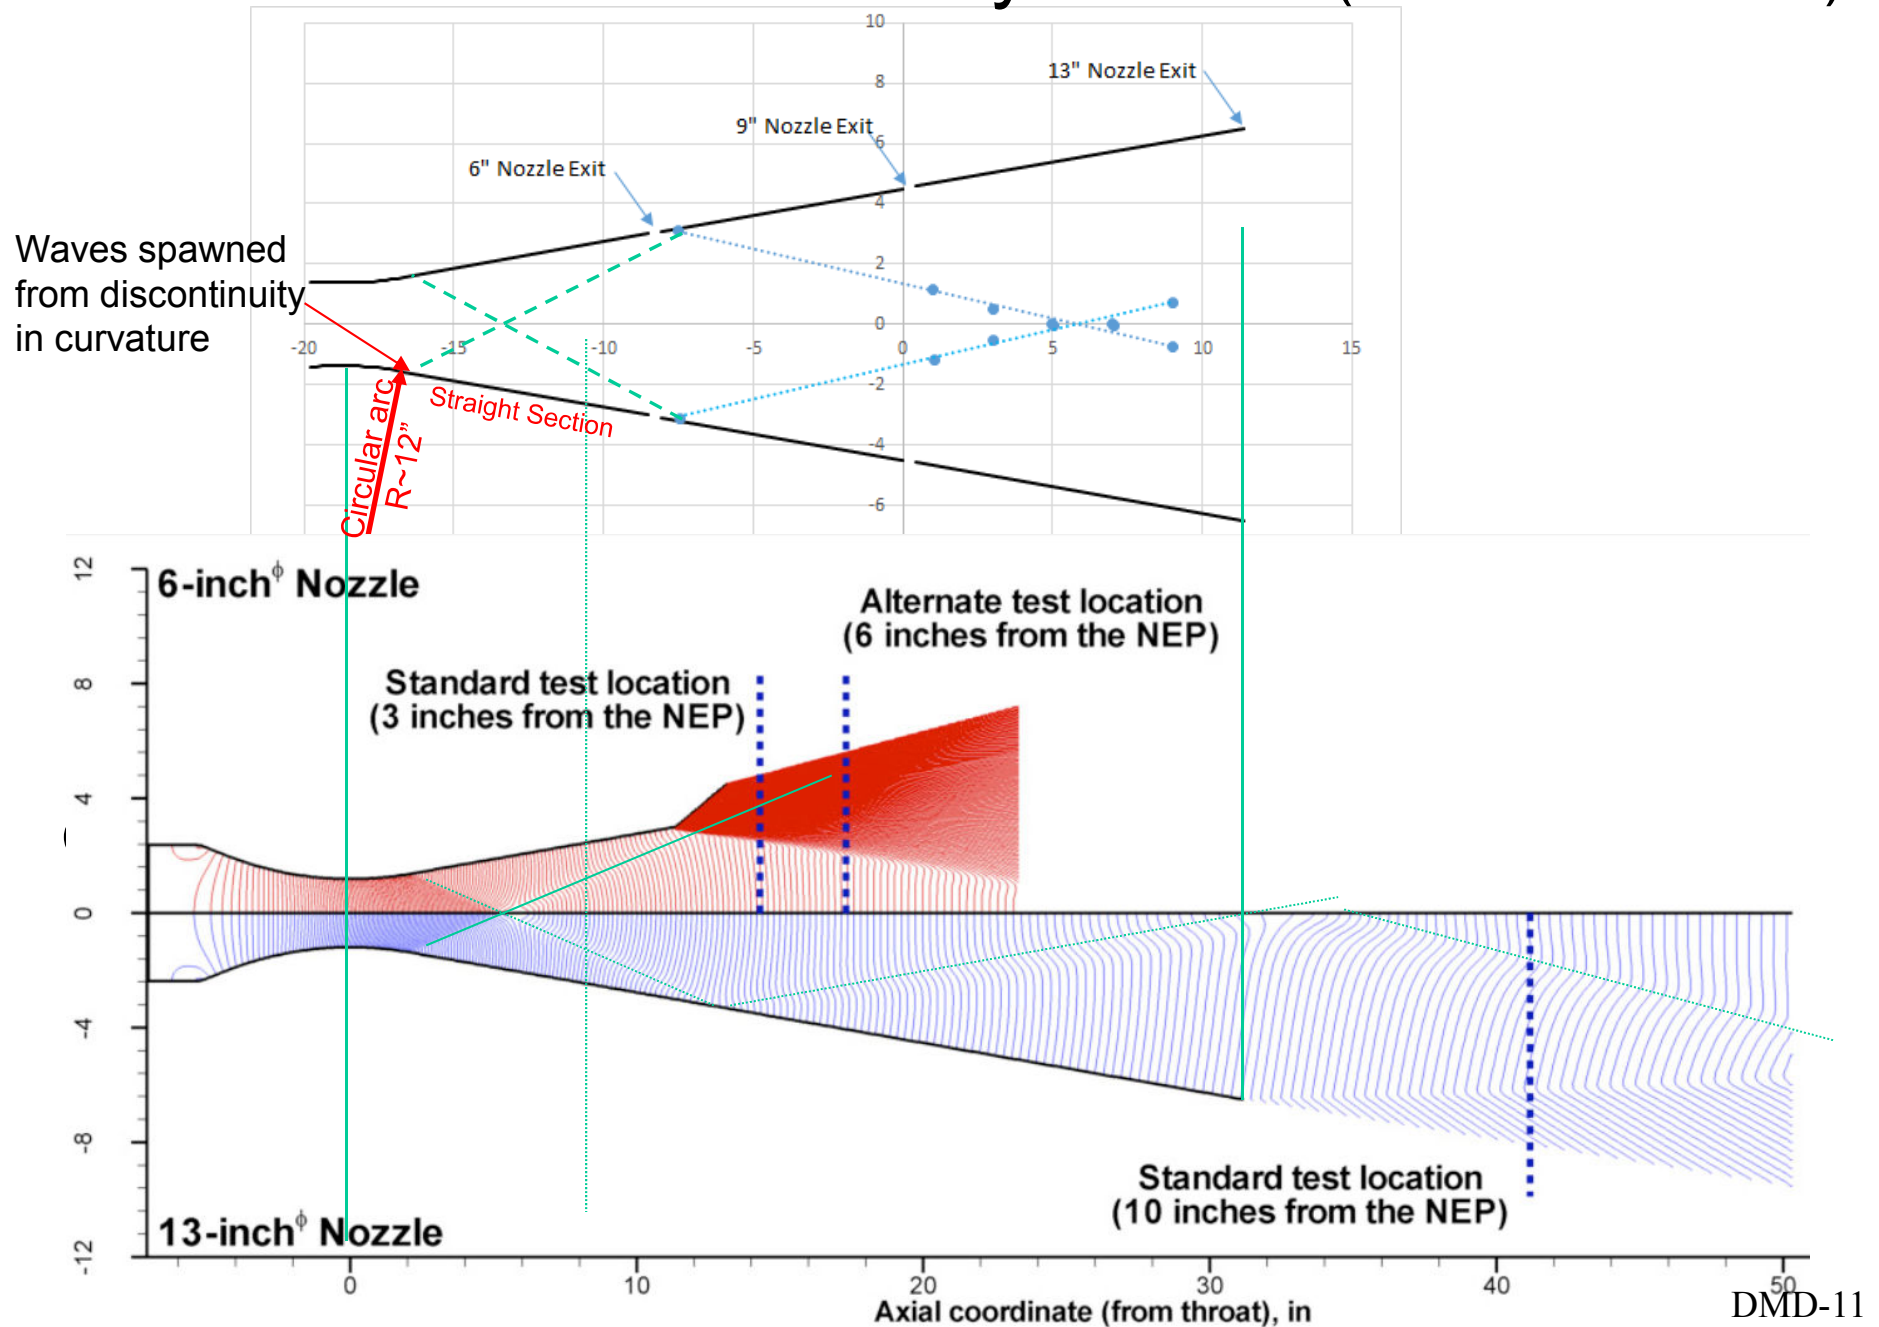 10
13" Nozzle Exit
8
9" Nozzle Exit
6
6" Nozzle Exit
4
Waves spawned
from discontinuity
in curvature
2
0
-20
-15
-10
-5
0
5
10
15
-2
Straight Section
Circular arc
R~12”
-4
-6
12
6-inchϕ Nozzle
Alternate test location
(6 inches from the NEP)
8
Standard test location
(3 inches from the NEP)
4
0
-4
-8
Standard test location
(10 inches from the NEP)
13-inchϕ Nozzle
-12
0
10
20
30
40
50
Axial coordinate (from throat), in
DMD-11